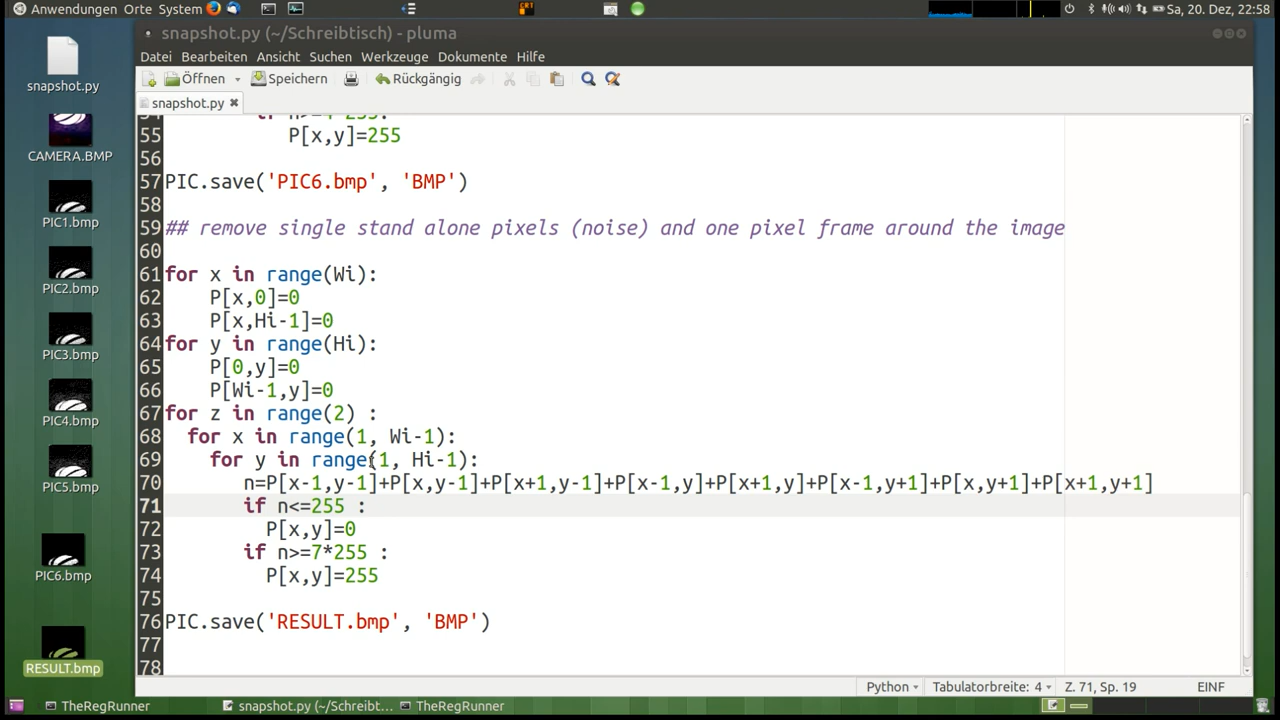 Anwendungen Orte System
Sa, 20. Dez, 22:58
snapshot.py (~/Schreibtisch) - pluma
Datei Bearbeiten Ansicht Suchen Werkzeuge Dokumente Hilfe
Öffnen Speichern Rückgängig
snapshot.py
snapshot.py
CAMERA.BMP
PIC1.bmp
PIC2.bmp
PIC3.bmp
PIC4.bmp
PIC5.bmp
PIC6.bmp
RESULT.bmp
55 P[x,y]=255
56
57 PIC.save('PIC6.bmp', 'BMP')
58
59 ## remove single stand alone pixels (noise) and one pixel frame around the image
60
61 for x in range(Wi):
62 P[x,0]=0
63 P[x,Hi-1]=0
64 for y in range(Hi):
65 P[0,y]=0
66 P[Wi-1,y]=0
67 for z in range(2) :
68 for x in range(1, Wi-1):
69 for y in range(1, Hi-1):
70 n=P[x-1,y-1]+P[x,y-1]+P[x+1,y-1]+P[x-1,y]+P[x+1,y]+P[x-1,y+1]+P[x,y+1]+P[x+1,y+1]
71 if n<=255 :
72 P[x,y]=0
73 if n>=7*255 :
74 P[x,y]=255
75
76 PIC.save('RESULT.bmp', 'BMP')
77
78
Python Tabulatorbreite: 4 Z. 71, Sp. 19 EINF
TheRegRunner snapshot.py (~/Schreibt... TheRegRunner